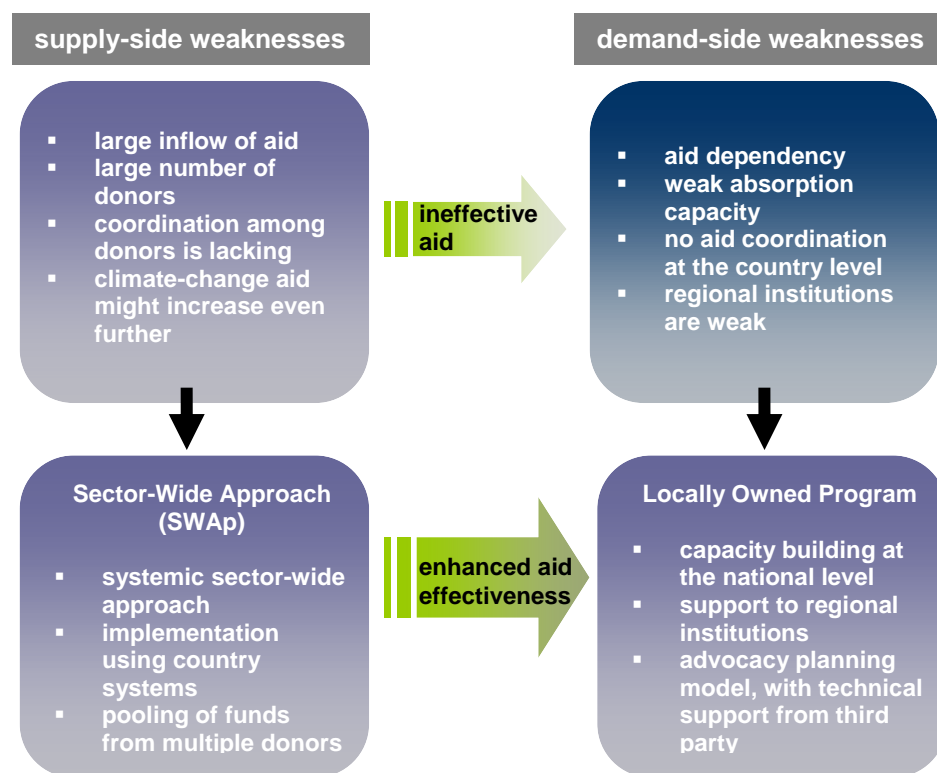 supply-side weaknesses
demand-side weaknesses
▪ large inflow of aid
▪ large number of
donors
▪ coordination among
donors is lacking
▪ climate-change aid
might increase even
further
ineffective
aid
▪ aid dependency
▪ weak absorption
capacity
▪ no aid coordination
at the country level
▪ regional institutions
are weak
Sector-Wide Approach
(SWAp)
▪ systemic sector-wide
approach
▪ implementation
using country
systems
▪ pooling of funds
from multiple donors
enhanced aid
effectiveness
Locally Owned Program
▪ capacity building at
the national level
▪ support to regional
institutions
▪ advocacy planning
model, with technical
support from third
party